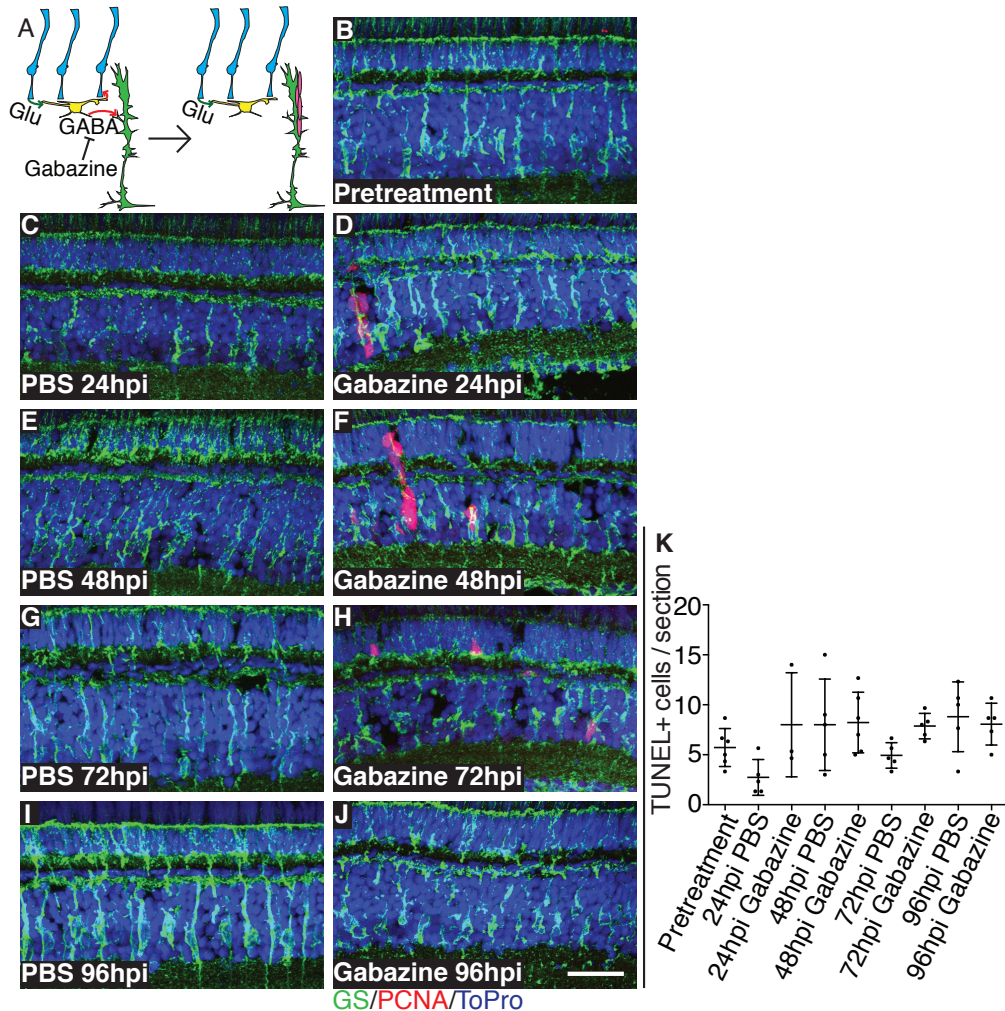 A
Glu
GABA
Gabazine
Glu
B
Pretreatment
C
PBS 24hpi
D
Gabazine 24hpi
E
PBS 48hpi
F
Gabazine 48hpi
G
PBS 72hpi
H
Gabazine 72hpi
I
PBS 96hpi
J
Gabazine 96hpi
GS/PCNA/ToPro
K
TUNEL+ cells / section
20
15
10
5
0
Pretreatment
24hpi PBS
24hpi Gabazine
48hpi PBS
48hpi Gabazine
72hpi PBS
72hpi Gabazine
96hpi PBS
96hpi Gabazine